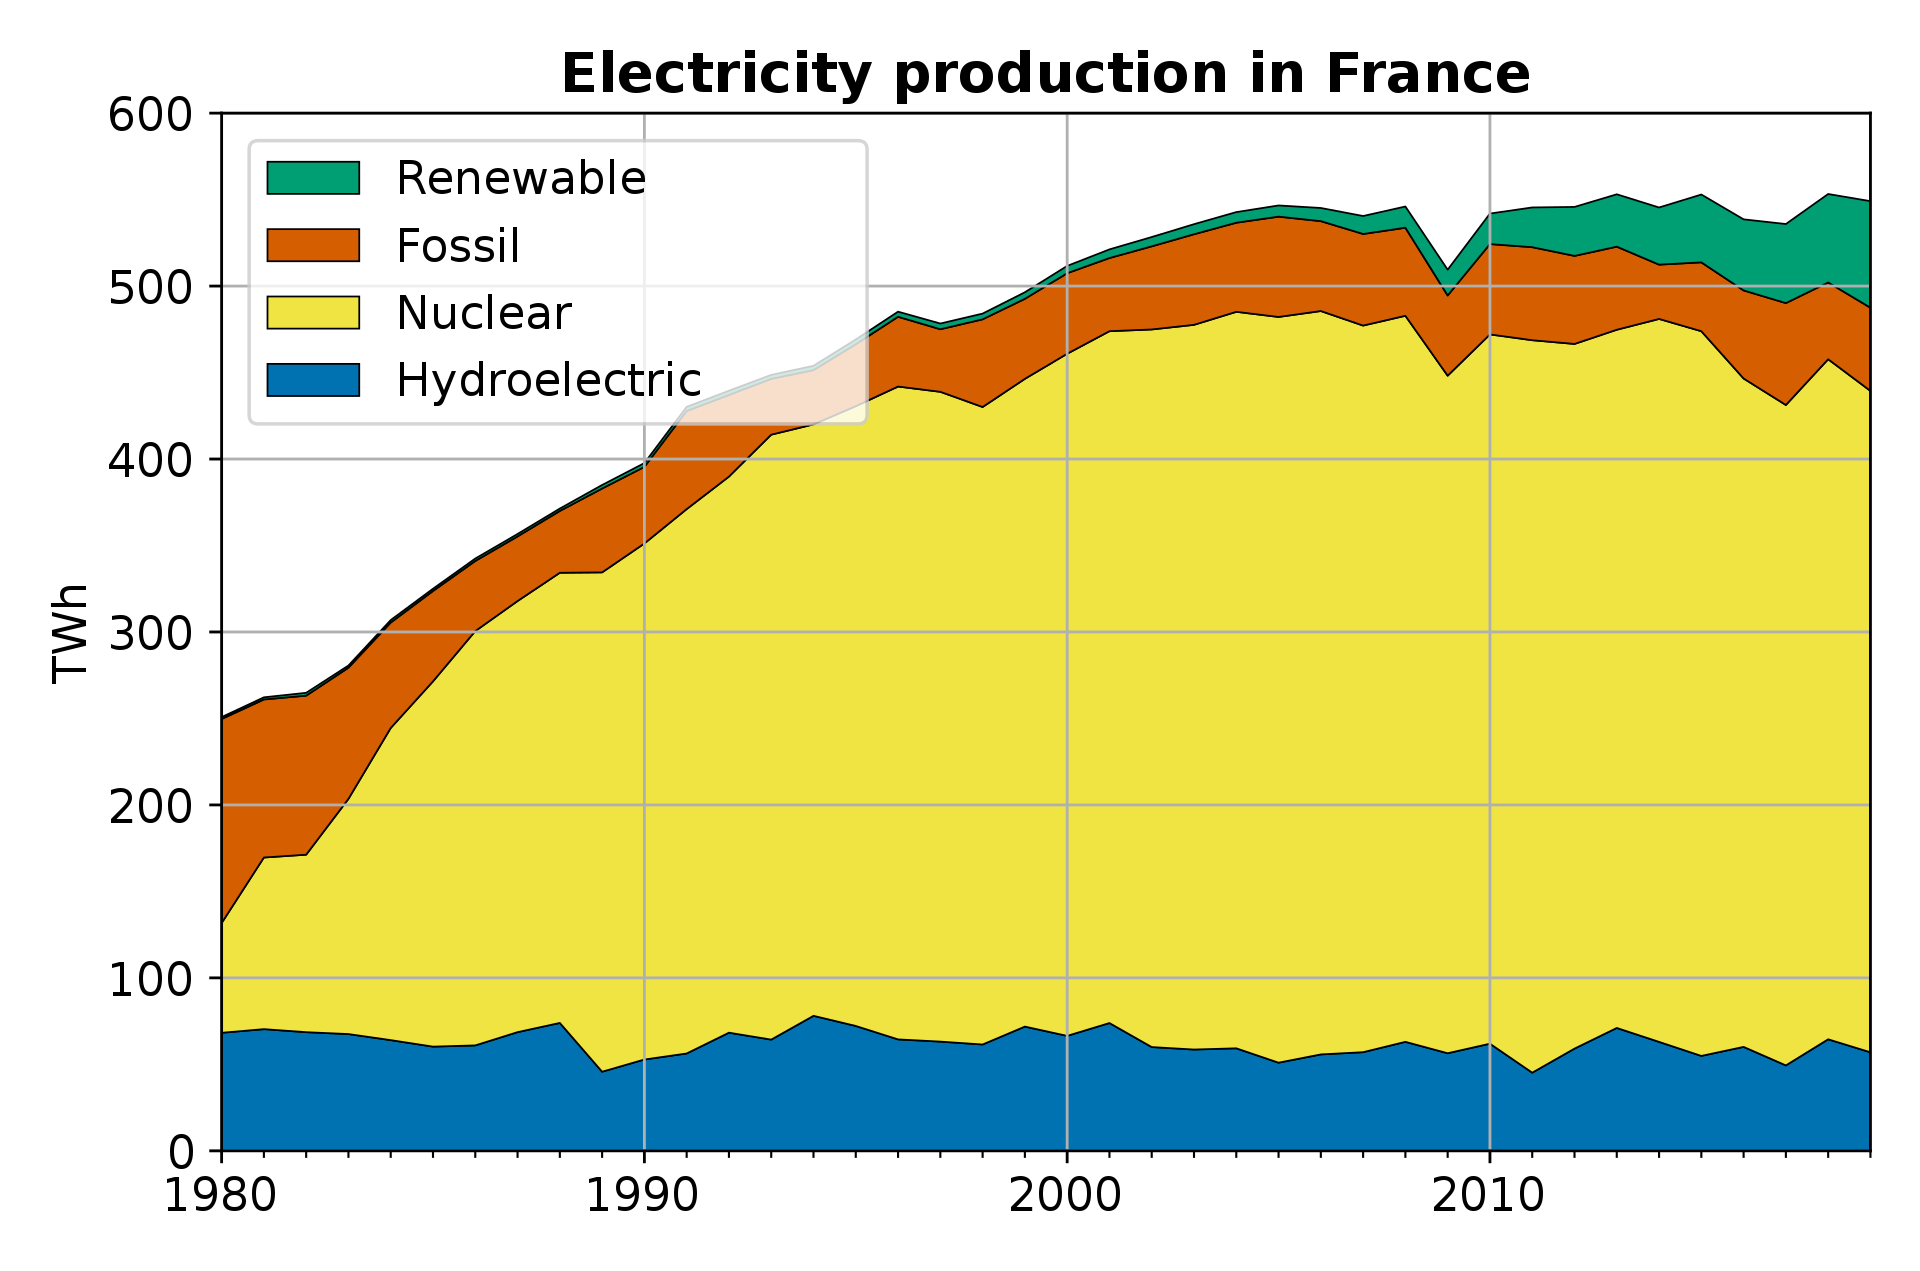 Electricity production in France
600
500
400
300
200
100
0
TWh
Renewable
Fossil
Nuclear
Hydroelectric
1980 1990 2000 2010